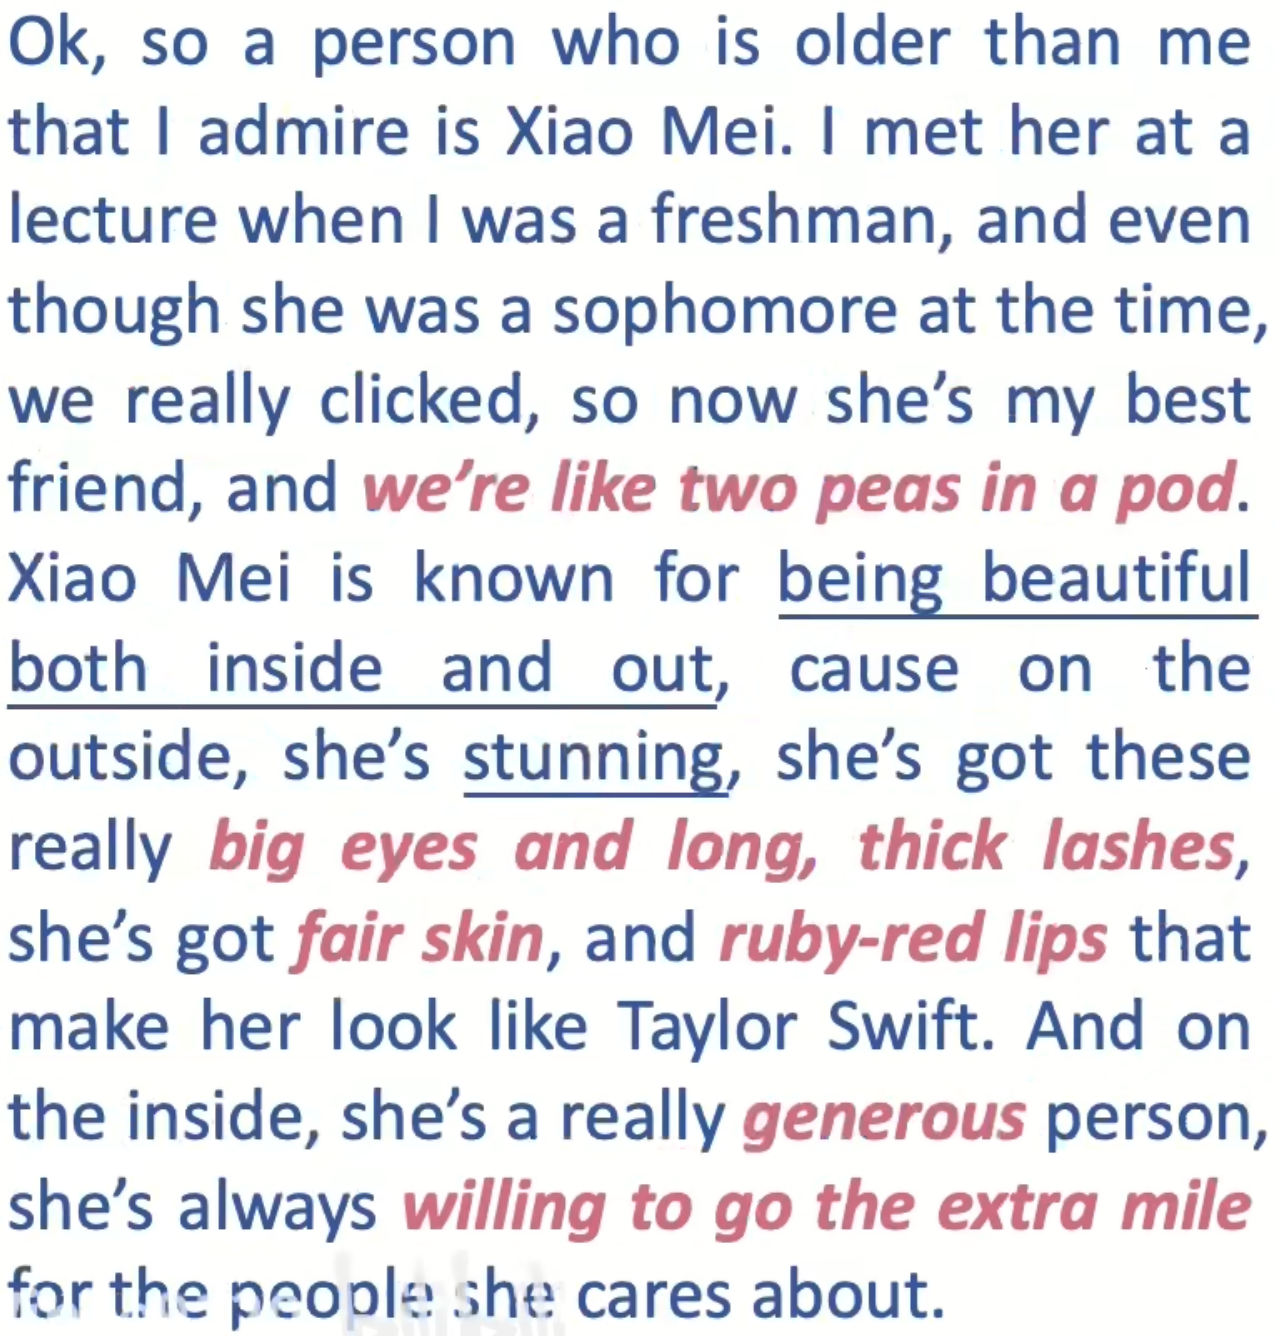 Ok, so a person who is older than me
that I admire is Xiao Mei. I met her at a
lecture when I was a freshman, and even
though she was a sophomore at the time,
we really clicked, so now she's my best
friend, and we're like two peas in a pod.
Xiao Mei is known for being beautiful
both inside and out, cause on the
outside, she's stunning, she's got these
really big eyes and long, thick lashes,
she's got fair skin, and ruby-red lips that
make her look like Taylor Swift. And on
the inside, she's a really generous person,
she's always willing to go the extra mile
for the people she cares about.